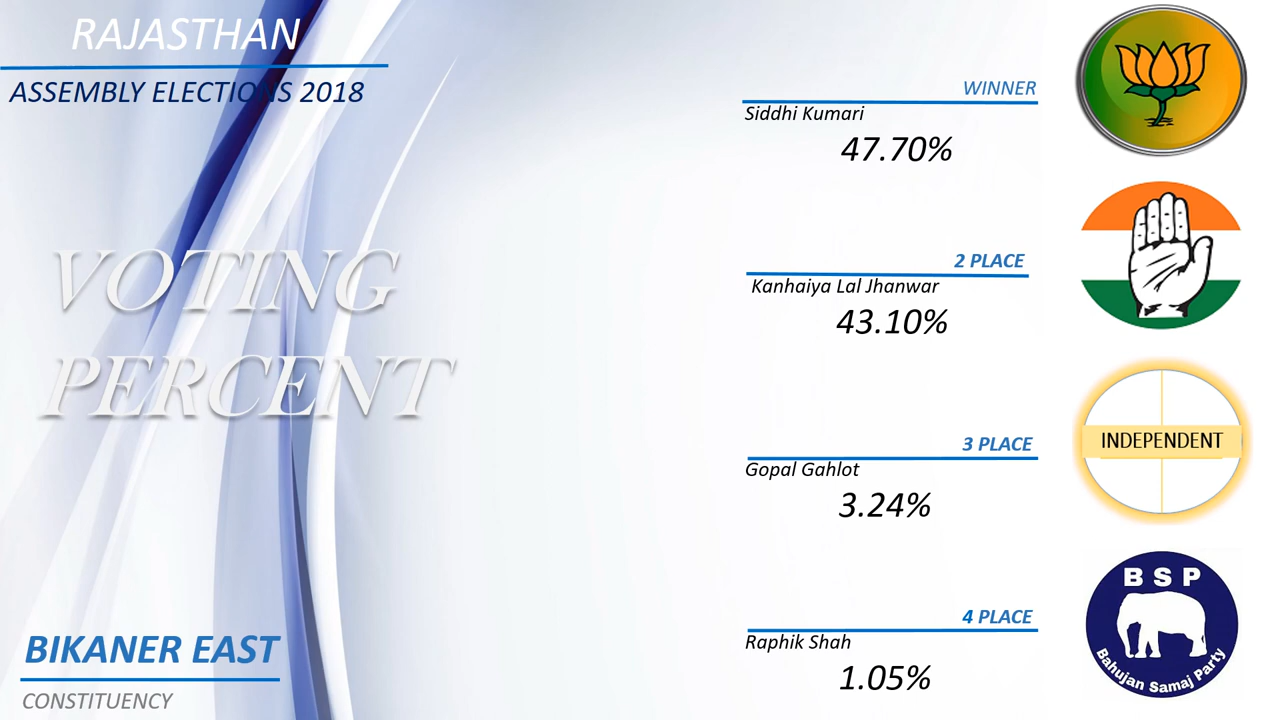 RAJASTHAN
ASSEMBLY ELECTIONS 2018
VOTING
PERCENT
BIKANER EAST
CONSTITUENCY
WINNER
Siddhi Kumari
47.70%
2 PLACE
Kanhaiya Lal Jhanwar
43.10%
3 PLACE
Gopal Gahlot
3.24%
INDEPENDENT
4 PLACE
Raphik Shah
1.05%
BSP
Bahujan Samaj Party